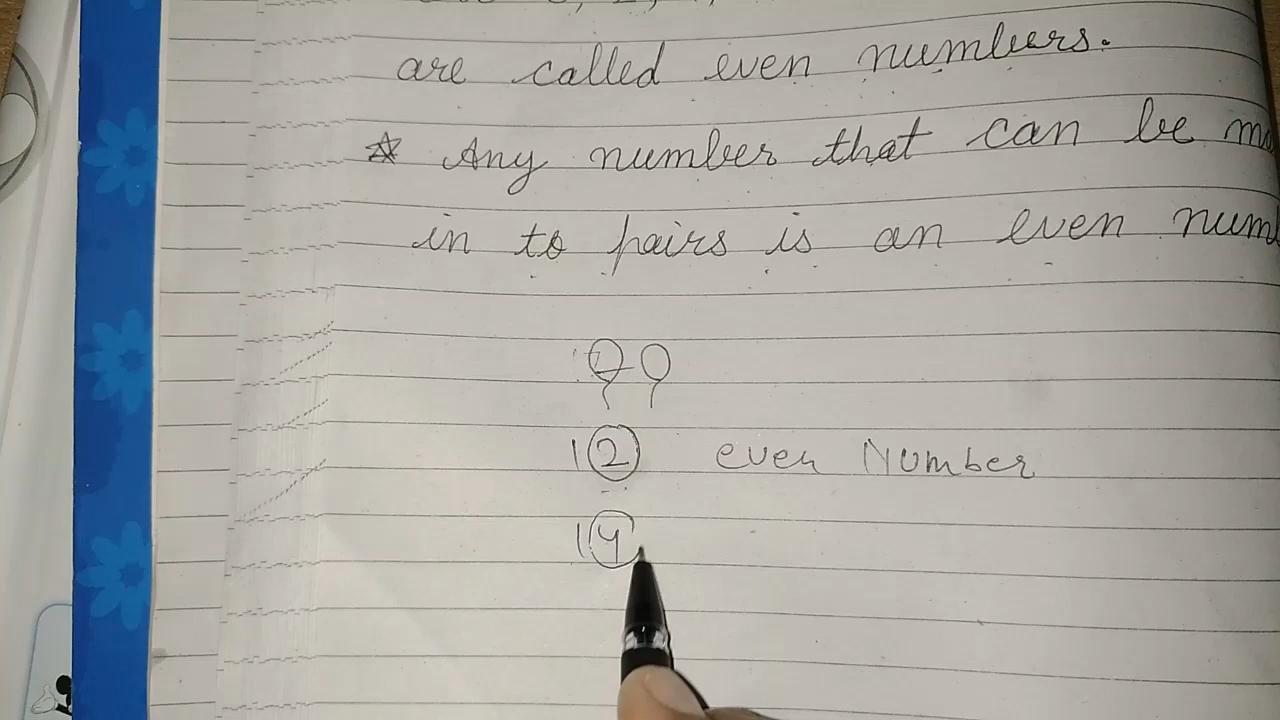 are called even numbers.
☆ Any number that can be m
in to pairs is an even num
12 even Number
14